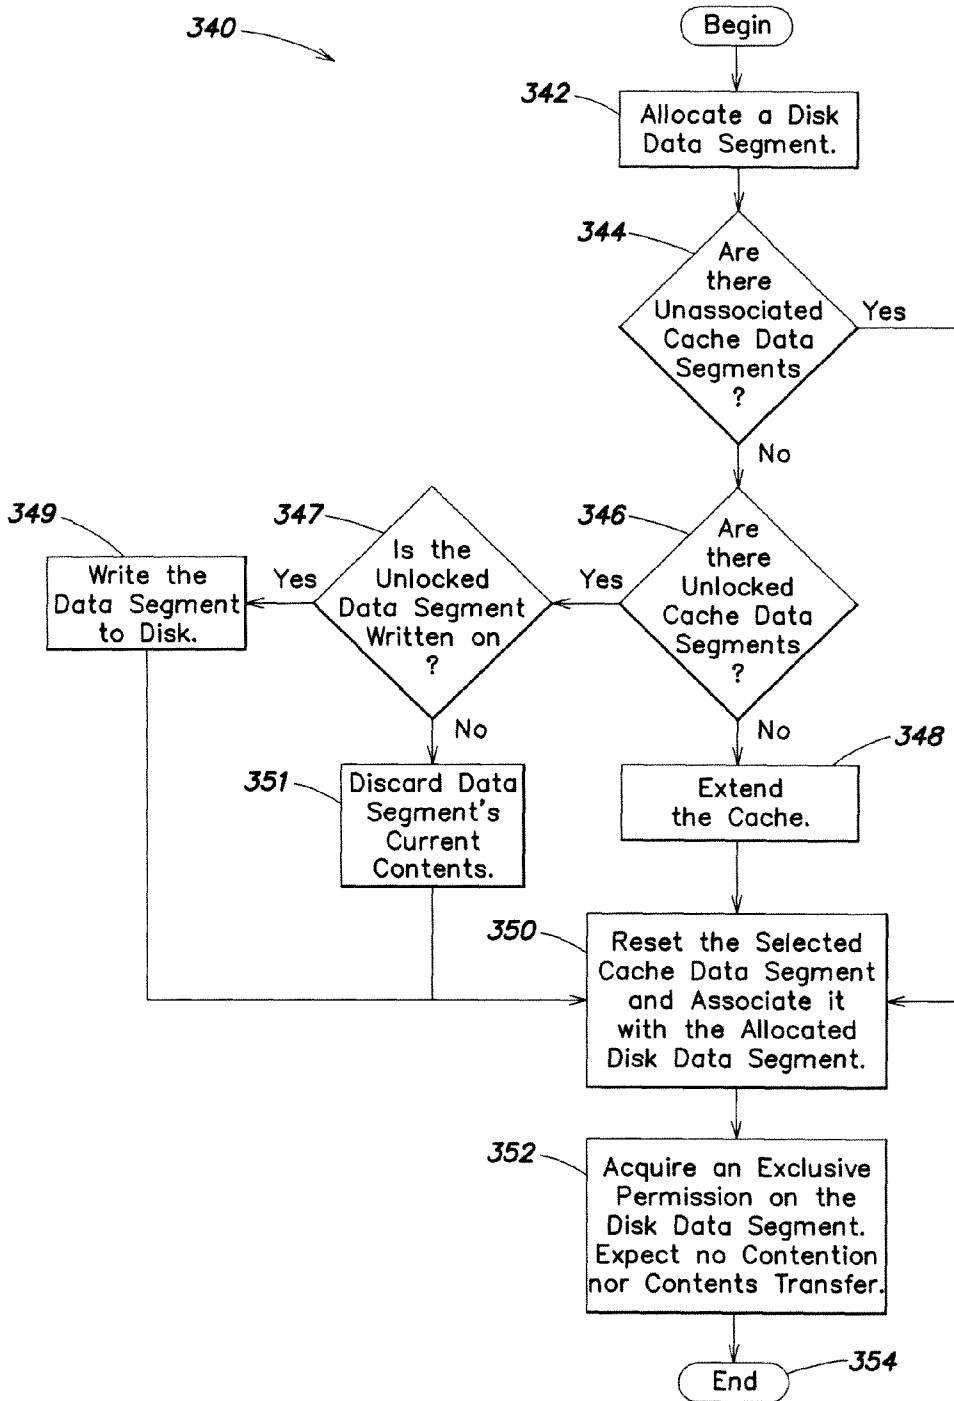 340
Begin
342
Allocate a Disk
Data Segment.
344
Are
there
Unassociated
Cache Data
Segments
?
Yes
No
349
Write the
Data Segment
to Disk.
Yes
347
Is the
Unlocked
Data Segment
Written on
?
Yes
346
Are
there
Unlocked
Cache Data
Segments
?
No
No
348
351
Discard Data
Segment's
Current
Contents.
Extend
the Cache.
350
Reset the Selected
Cache Data Segment
and Associate it
with the Allocated
Disk Data Segment.
352
Acquire an Exclusive
Permission on the
Disk Data Segment.
Expect no Contention
nor Contents Transfer.
354
End